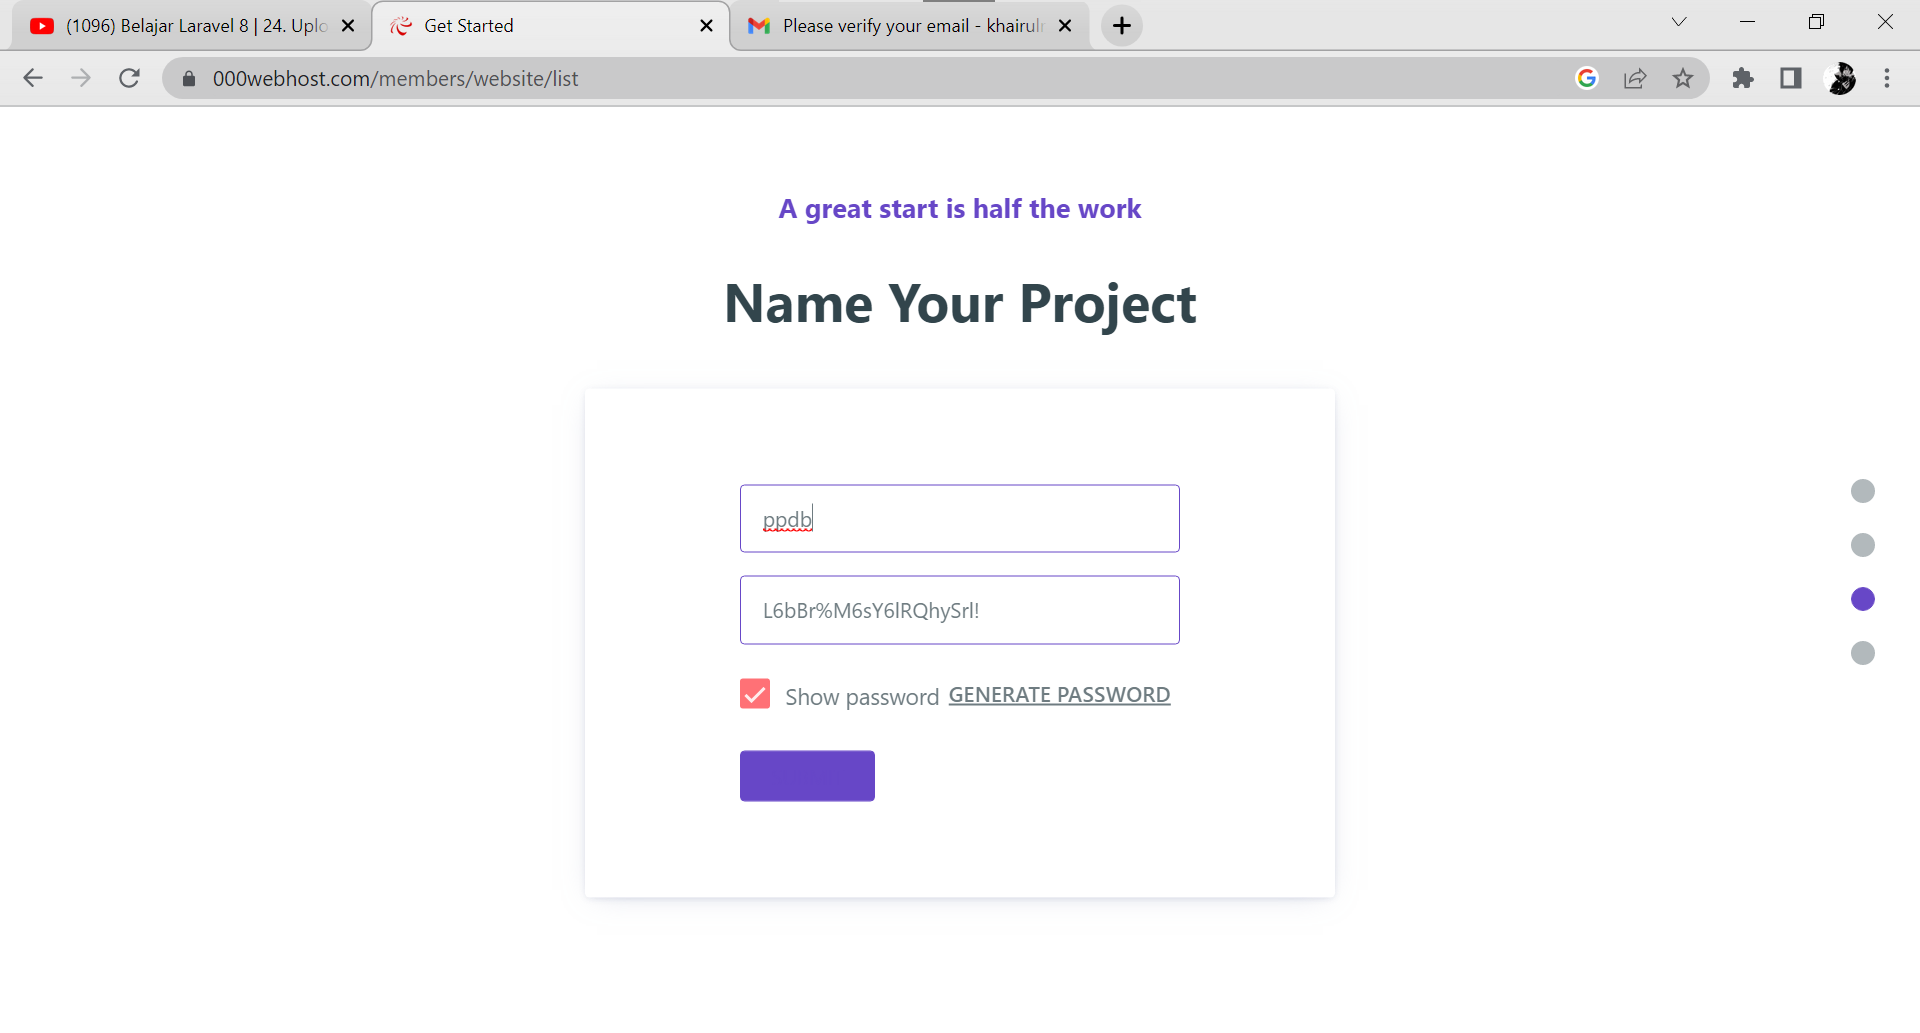 (1096) Belajar Laravel 8 | 24. Uplo
Get Started
Please verify your email - khairulr
000webhost.com/members/website/list
A great start is half the work
Name Your Project
ppdb
L6bBr%M6sY6lRQhySrl!
Show password GENERATE PASSWORD